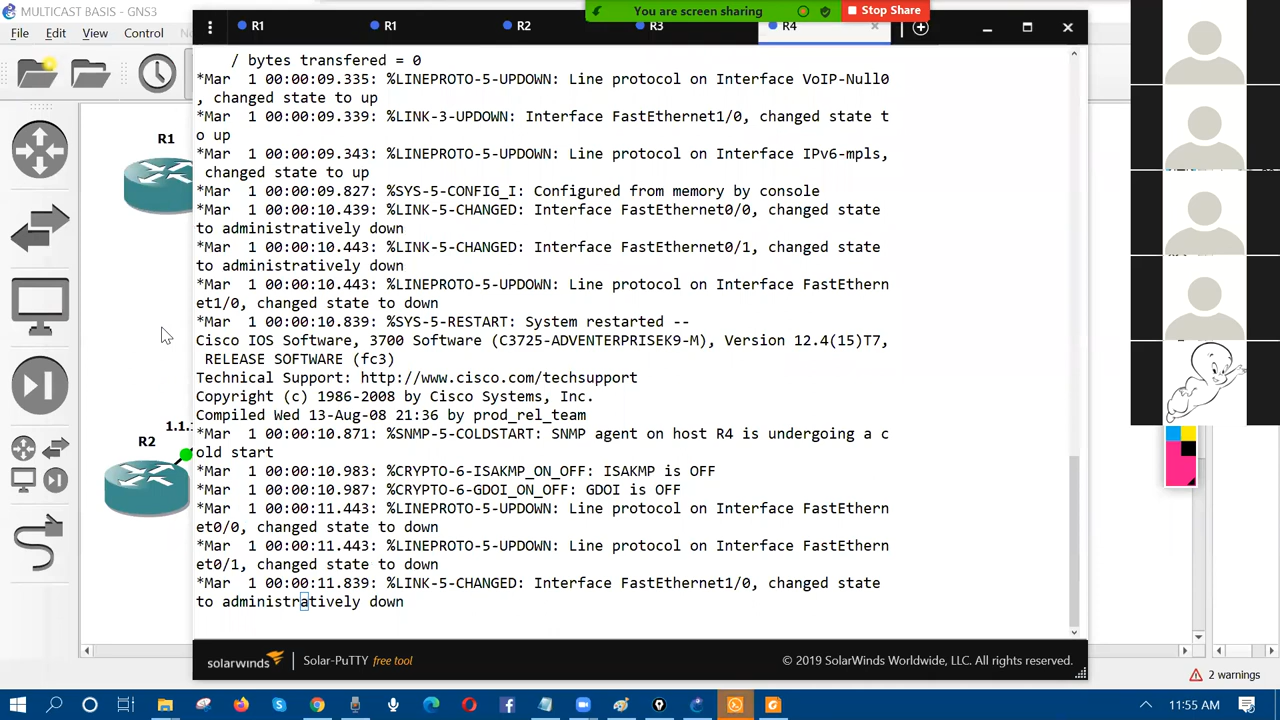 MULTICAST BASIS - GNS3
File Edit View Control
You are screen sharing
Stop Share
R1
R1
R2
R3
R4
/ bytes transfered = 0
*Mar  1 00:00:09.335: %LINEPROTO-5-UPDOWN: Line protocol on Interface VoIP-Null0
, changed state to up
*Mar  1 00:00:09.339: %LINK-3-UPDOWN: Interface FastEthernet1/0, changed state t
o up
*Mar  1 00:00:09.343: %LINEPROTO-5-UPDOWN: Line protocol on Interface IPv6-mpls,
changed state to up
*Mar  1 00:00:09.827: %SYS-5-CONFIG_I: Configured from memory by console
*Mar  1 00:00:10.439: %LINK-5-CHANGED: Interface FastEthernet0/0, changed state
to administratively down
*Mar  1 00:00:10.443: %LINK-5-CHANGED: Interface FastEthernet0/1, changed state
to administratively down
*Mar  1 00:00:10.443: %LINEPROTO-5-UPDOWN: Line protocol on Interface FastEthern
et1/0, changed state to down
*Mar  1 00:00:10.839: %SYS-5-RESTART: System restarted --
Cisco IOS Software, 3700 Software (C3725-ADVENTERPRISEK9-M), Version 12.4(15)T7,
RELEASE SOFTWARE (fc3)
Technical Support: http://www.cisco.com/techsupport
Copyright (c) 1986-2008 by Cisco Systems, Inc.
Compiled Wed 13-Aug-08 21:36 by prod_rel_team
*Mar  1 00:00:10.871: %SNMP-5-COLDSTART: SNMP agent on host R4 is undergoing a c
old start
*Mar  1 00:00:10.983: %CRYPTO-6-ISAKMP_ON_OFF: ISAKMP is OFF
*Mar  1 00:00:10.987: %CRYPTO-6-GDOI_ON_OFF: GDOI is OFF
*Mar  1 00:00:11.443: %LINEPROTO-5-UPDOWN: Line protocol on Interface FastEthern
et0/0, changed state to down
*Mar  1 00:00:11.443: %LINEPROTO-5-UPDOWN: Line protocol on Interface FastEthern
et0/1, changed state to down
*Mar  1 00:00:11.839: %LINK-5-CHANGED: Interface FastEthernet1/0, changed state
to administratively down
R1
1.1.
R2
solarwinds
Solar-PuTTY free tool
© 2019 SolarWinds Worldwide, LLC. All rights reserved.
2 warnings
11:55 AM